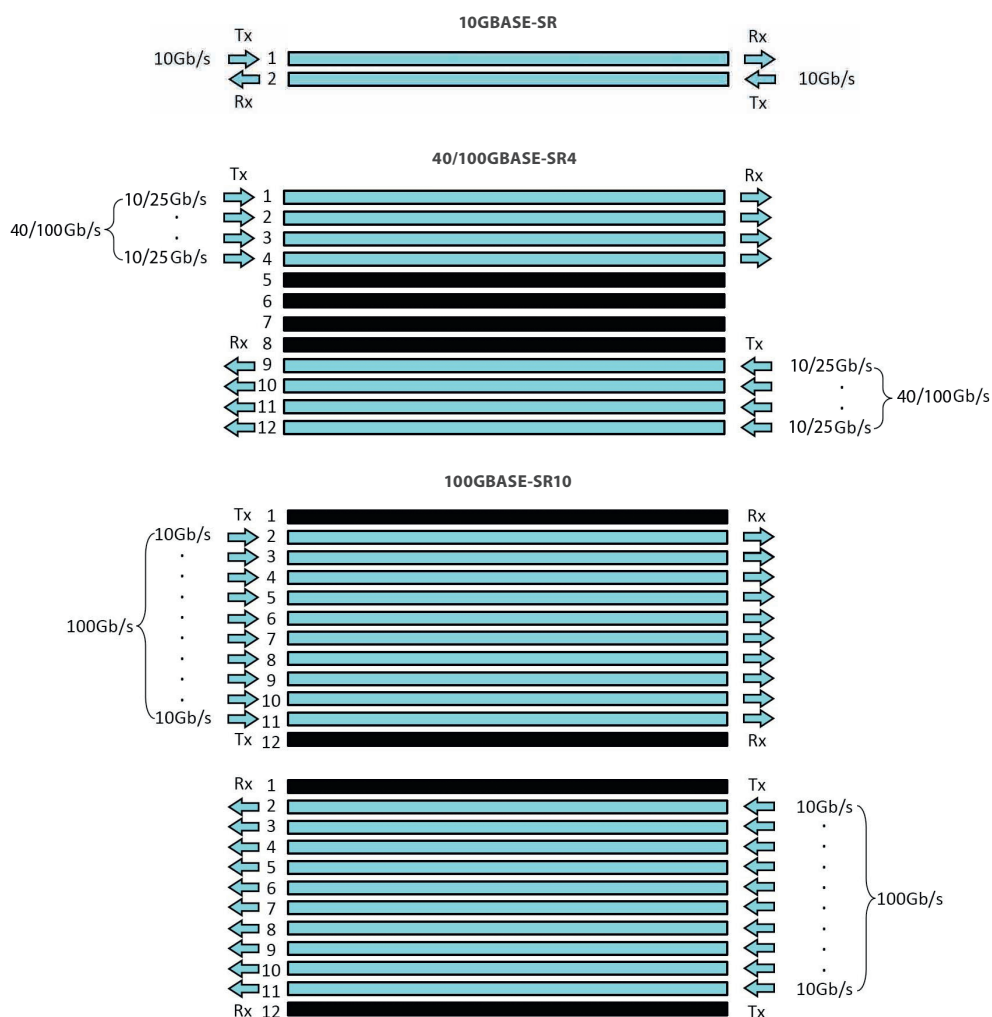 10GBASE-SR
Tx Rx
10Gb/s 1
2 10Gb/s
Rx Tx
40/100GBASE-SR4
Tx Rx
10/25Gb/s 1
. 2
40/100Gb/s
. 3
10/25Gb/s 4
5
6
7
Rx 8 Tx
9 10/25Gb/s
10 .
40/100Gb/s
11 .
12 10/25Gb/s
100GBASE-SR10
Tx 1 Rx
10Gb/s 2
. 3
. 4
. 5
100Gb/s . 6
. 7
. 8
. 9
. 10
10Gb/s 11
Tx 12 Rx
Rx 1 Tx
2 10Gb/s
3 .
4 .
5 .
6 .
7 . 100Gb/s
8 .
9 .
10 .
11 10Gb/s
Rx 12 Tx